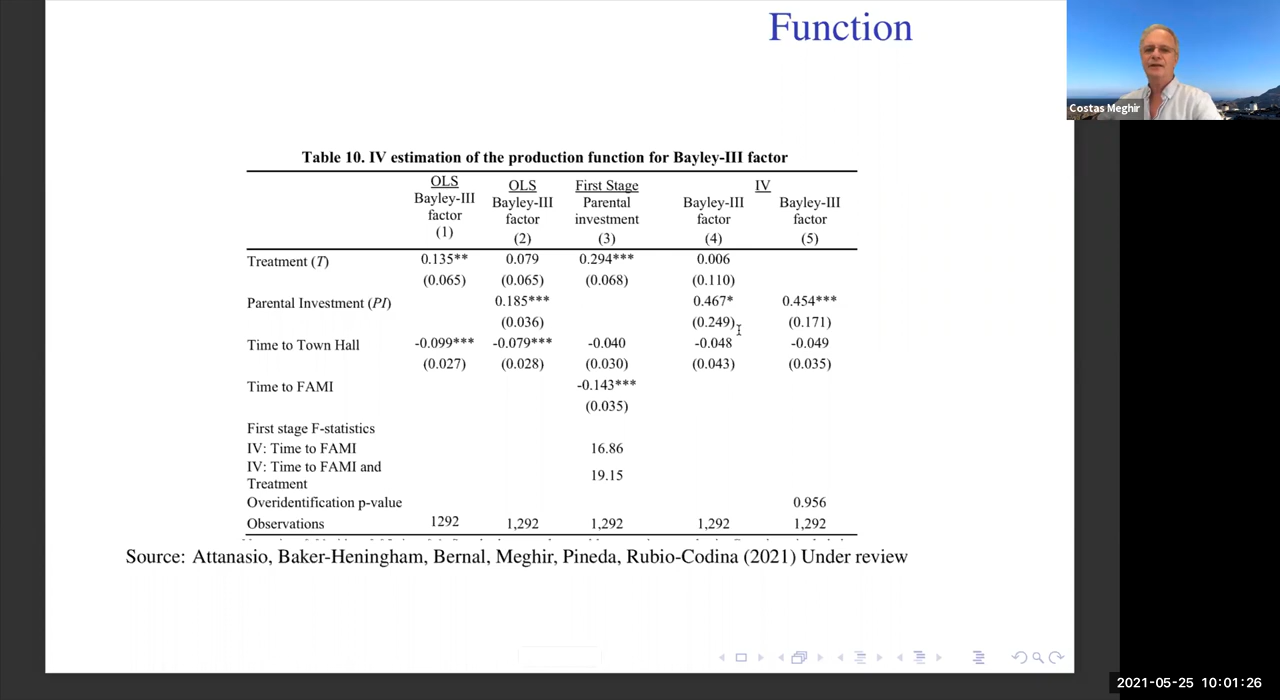 Function
Costas Meghir
Table 10. IV estimation of the production function for Bayley-III factor
OLS Bayley-III factor (1)
OLS Bayley-III factor (2)
First Stage Parental investment (3)
IV
Bayley-III factor (4)
Bayley-III factor (5)
Treatment (T) 0.135** 0.079 0.294*** 0.006
(0.065) (0.065) (0.068) (0.110)
Parental Investment (PI) 0.185*** 0.467* 0.454***
(0.036) (0.249) (0.171)
Time to Town Hall -0.099*** -0.079*** -0.040 -0.048 -0.049
(0.027) (0.028) (0.030) (0.043) (0.035)
Time to FAMI -0.143***
(0.035)
First stage F-statistics
IV: Time to FAMI 16.86
IV: Time to FAMI and
Treatment 19.15
Overidentification p-value 0.956
Observations 1292 1,292 1,292 1,292 1,292
Source: Attanasio, Baker-Heningham, Bernal, Meghir, Pineda, Rubio-Codina (2021) Under review
2021-05-25 10:01:26